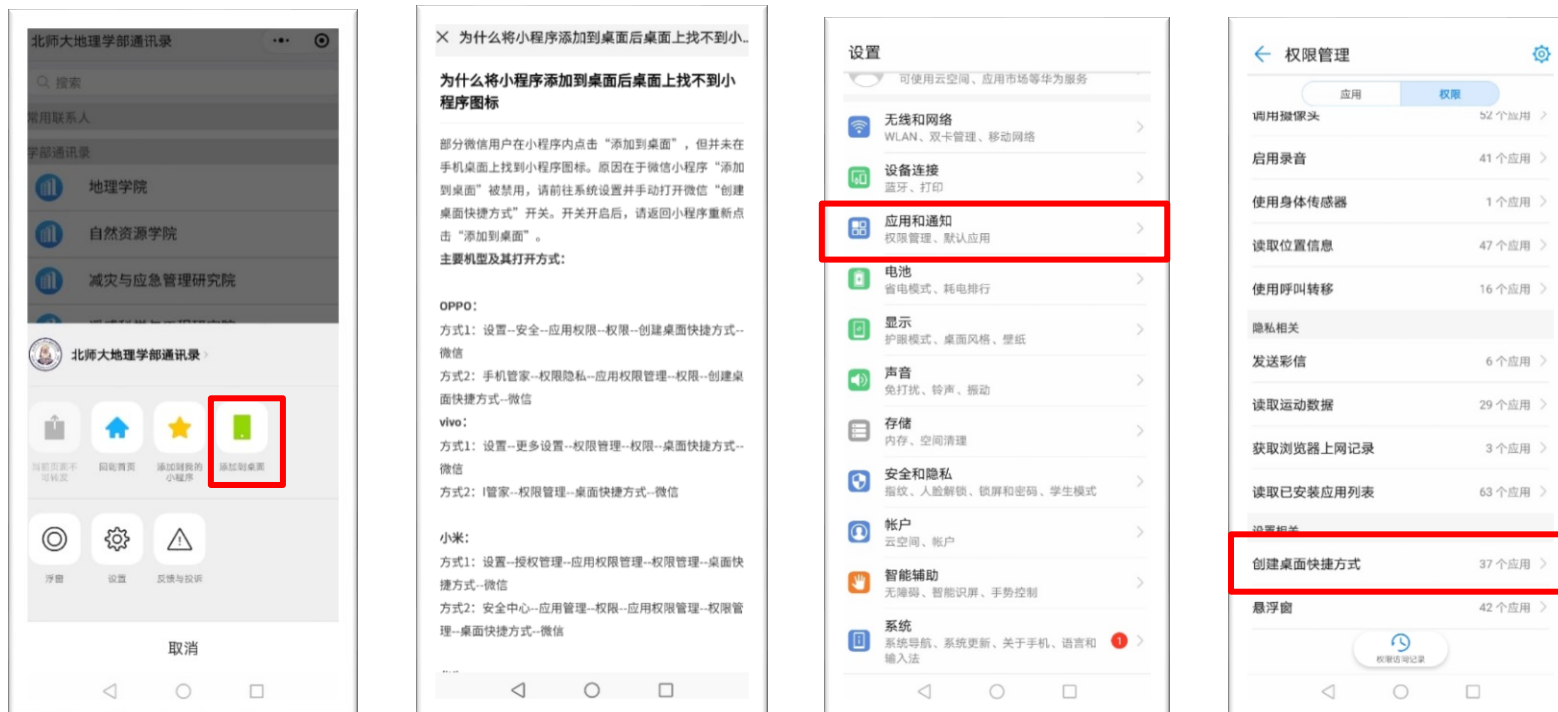 北师大地理学部通讯录
搜索
常用联系人
学部通讯录
地理学院
自然资源学院
减灾与应急管理研究院
北师大地理学部通讯录
当前页面不
可转发
回到首页
添加到我的
小程序
添加到桌面
浮窗
设置
反馈与投诉
取消
为什么将小程序添加到桌面后桌面上找不到小..
为什么将小程序添加到桌面后桌面上找不到小
程序图标
部分微信用户在小程序内点击“添加到桌面”，但并未在
手机桌面上找到小程序图标。原因在于微信小程序“添加
到桌面”被禁用，请前往系统设置并手动打开微信“创建
桌面快捷方式”开关。开关开启后，请返回小程序重新点
击“添加到桌面”。
主要机型及其打开方式：
OPPO：
方式1：设置--安全--应用权限--权限--创建桌面快捷方式--
微信
方式2：手机管家--权限隐私--应用权限管理--权限--创建桌
面快捷方式--微信
vivo：
方式1：设置--更多设置--权限管理--权限--桌面快捷方式--
微信
方式2：I管家--权限管理--桌面快捷方式--微信
小米：
方式1：设置--授权管理--应用权限管理--权限管理--桌面快
捷方式--微信
方式2：安全中心--应用管理--权限--应用权限管理--权限管
理--桌面快捷方式--微信
设置
可使用云空间、应用市场等华为服务
无线和网络
WLAN、双卡管理、移动网络
设备连接
蓝牙、打印
应用和通知
权限管理、默认应用
电池
省电模式、耗电排行
显示
护眼模式、桌面风格、壁纸
声音
免打扰、铃声、振动
存储
内存、空间清理
安全和隐私
指纹、人脸解锁、锁屏和密码、学生模式
帐户
云空间、帐户
智能辅助
无障碍、智能识屏、手势控制
系统
系统导航、系统更新、关于手机、语言和
输入法
1
权限管理
应用 权限
调用摄像头 52 个应用
启用录音 41 个应用
使用身体传感器 1 个应用
读取位置信息 47 个应用
使用呼叫转移 16 个应用
隐私相关
发送彩信 6 个应用
读取运动数据 29 个应用
获取浏览器上网记录 3 个应用
读取已安装应用列表 63 个应用
设置相关
创建桌面快捷方式 37 个应用
悬浮窗 42 个应用
权限访问记录